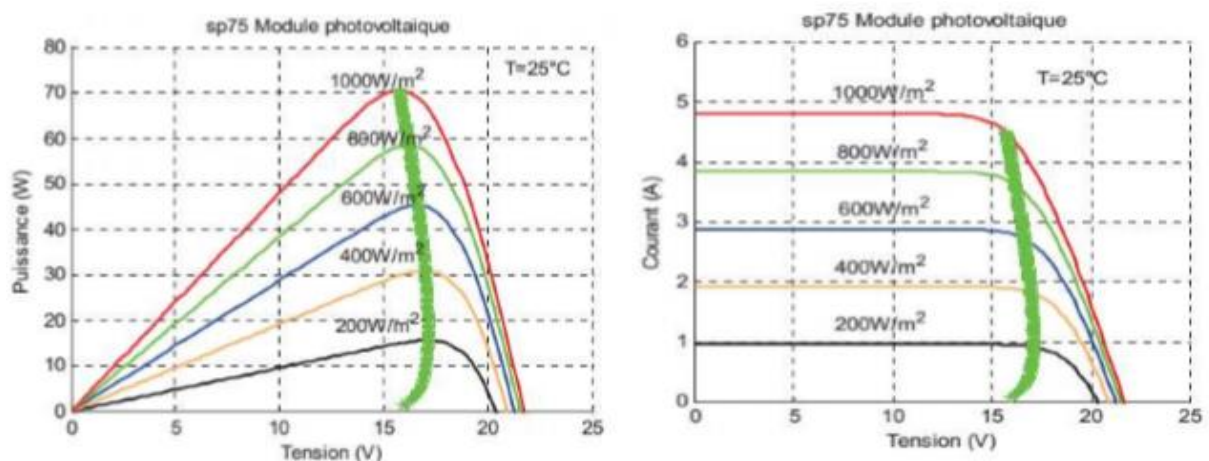 sp75 Module photovoltaique
80
70
60
50
40
30
20
10
0
Puissance (W)
T=25°C
1000W/m²
800W/m²
600W/m²
400W/m²
200W/m²
0 5 10 15 20 25
Tension (V)
sp75 Module photovoltaique
6
5
4
3
2
1
0
Courant (A)
T=25°C
1000W/m²
800W/m²
600W/m²
400W/m²
200W/m²
0 5 10 15 20 25
Tension (V)